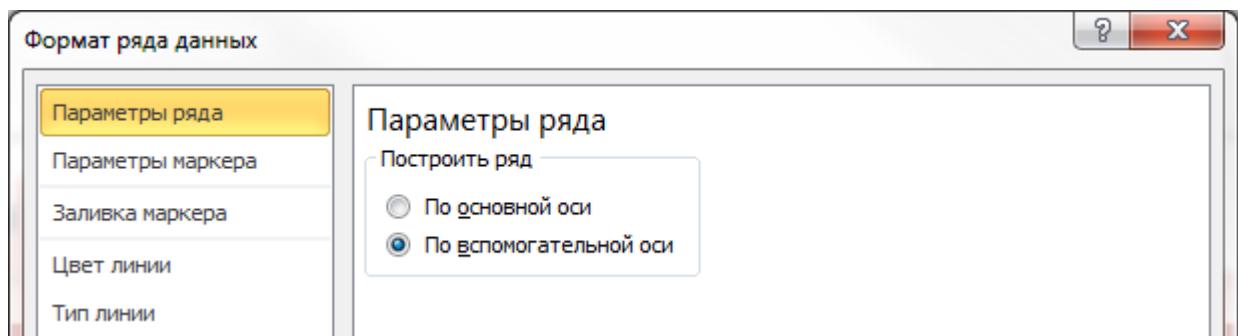 Формат ряда данных
Параметры ряда
Параметры маркера
Заливка маркера
Цвет линии
Тип линии
Параметры ряда
Построить ряд
По основной оси
По вспомогательной оси